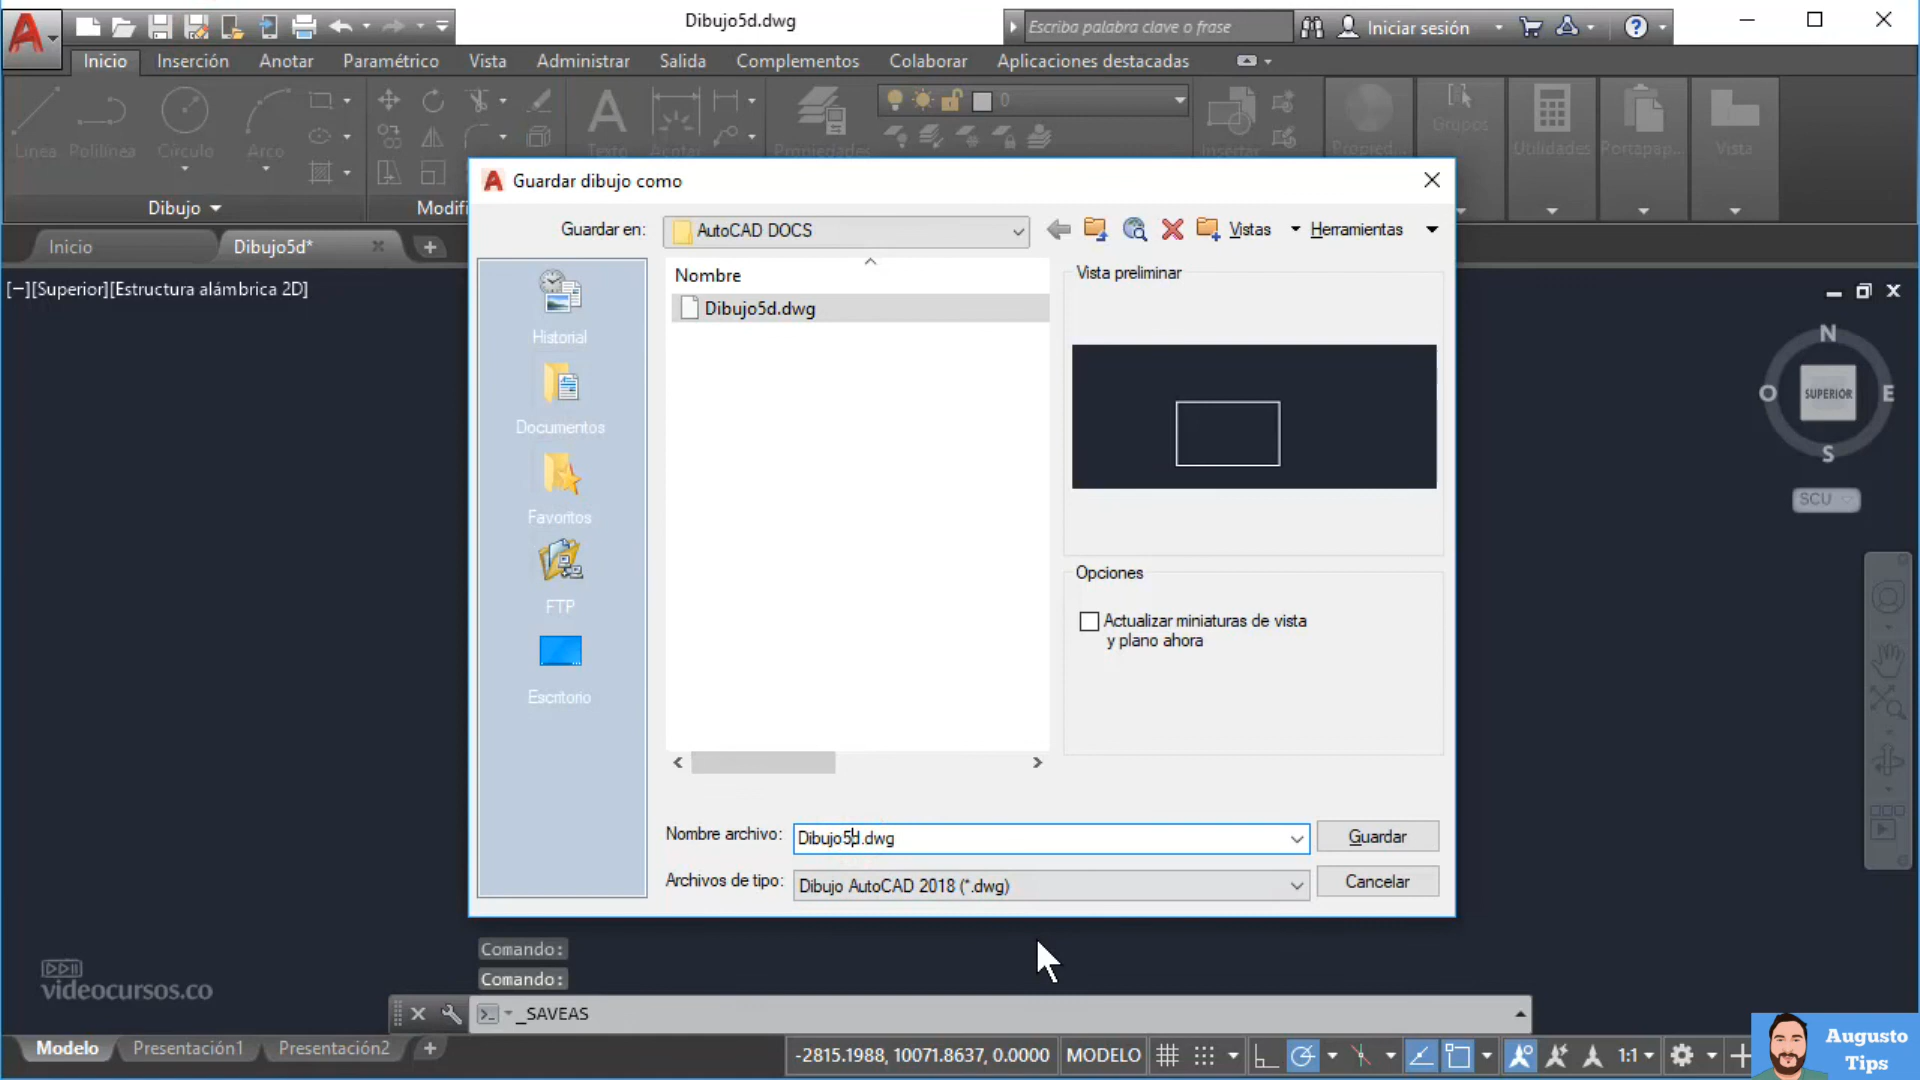 Dibujo5d.dwg
Escriba palabra clave o frase
Iniciar sesión
Inicio Inserción Anotar Paramétrico Vista Administrar Salida Complementos Colaborar Aplicaciones destacadas
0
Línea Polilínea Círculo Arco
Texto Acotar Propiedades Insertar Propied... Grupos Utilidades Portapap... Vista
Dibujo
Modifi
Inicio
Dibujo5d*
[−][Superior][Estructura alámbrica 2D]
Guardar dibujo como
Guardar en:
AutoCAD DOCS
Vistas
Herramientas
Historial
Documentos
Favoritos
FTP
Escritorio
Nombre
Dibujo5d.dwg
Vista preliminar
Opciones
Actualizar miniaturas de vista
y plano ahora
Nombre archivo:
Dibujo5d.dwg
Guardar
Archivos de tipo:
Dibujo AutoCAD 2018 (*.dwg)
Cancelar
N
O
SUPERIOR
E
S
SCU
videocursos.co
Comando:
Comando:
_SAVEAS
Modelo
Presentación1
Presentación2
-2815.1988, 10071.8637, 0.0000
MODELO
1:1
Augusto
Tips